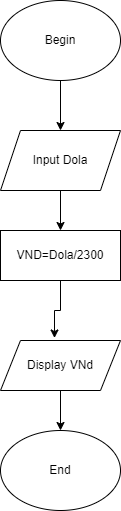 Begin
Input Dola
VND=Dola/2300
Display VNd
End